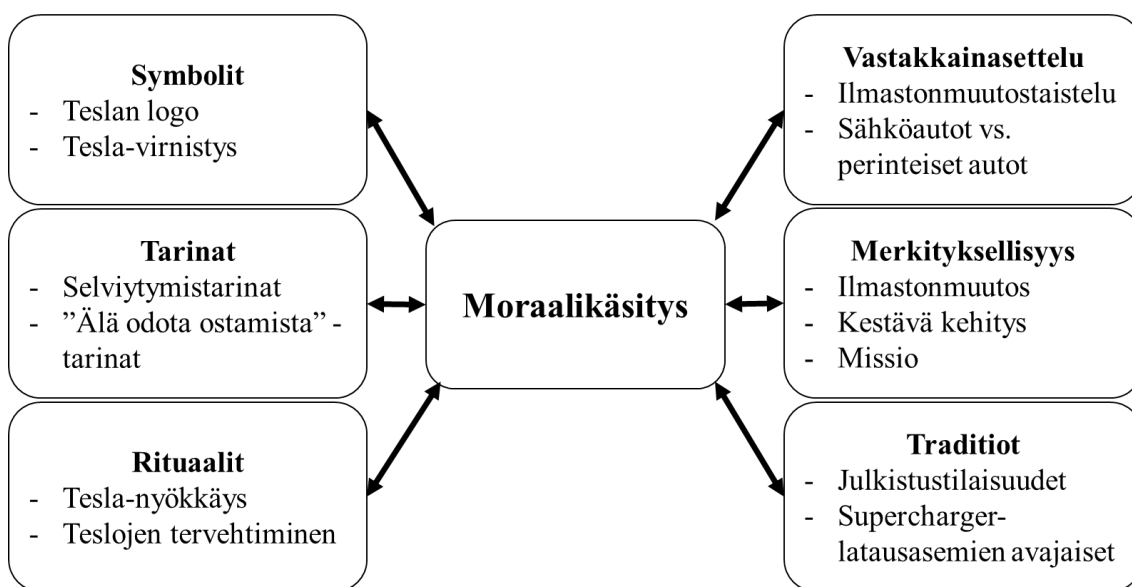 Symbolit
- Teslan logo
- Tesla-virnistys
Tarinat
- Selviytymistarinat
- ”Älä odota ostamista” -
tarinat
Rituaalit
- Tesla-nyökkäys
- Teslojen tervehtiminen
Moraalikäsitys
Vastakkainasettelu
- Ilmastonmuutostaistelu
- Sähköautot vs.
perinteiset autot
Merkityksellisyys
- Ilmastonmuutos
- Kestävä kehitys
- Missio
Traditiot
- Julkistustilaisuudet
- Supercharger-
latausasemien avajaiset